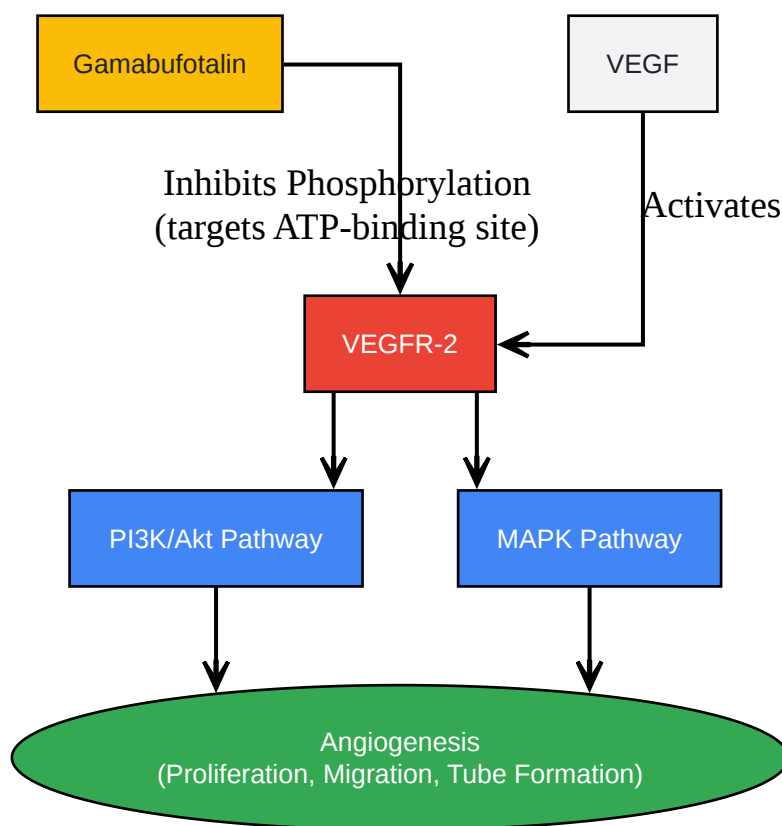 Gamabufotalin
VEGF
Inhibits Phosphorylation
(targets ATP-binding site)
Activates
VEGFR-2
PI3K/Akt Pathway
MAPK Pathway
Angiogenesis
(Proliferation, Migration, Tube Formation)